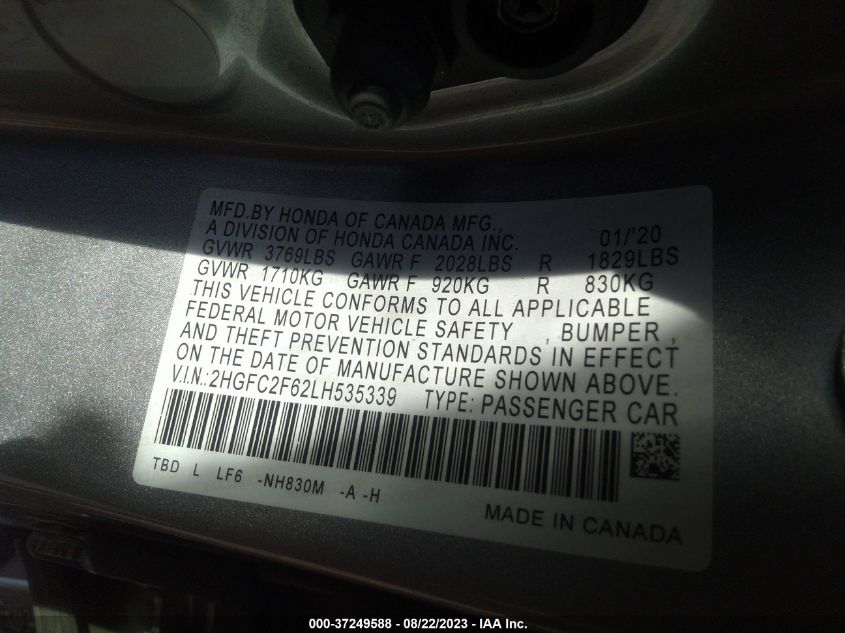 MFD.BY HONDA OF CANADA MFG.,
A DIVISION OF HONDA CANADA INC. 01/'20
GVWR 3769LBS GAWR F 2028LBS R 1829LBS
GVWR 1710KG GAWR F 920KG R 830KG
THIS VEHICLE CONFORMS TO ALL APPLICABLE
FEDERAL MOTOR VEHICLE SAFETY , BUMPER ,
AND THEFT PREVENTION STANDARDS IN EFFECT
ON THE DATE OF MANUFACTURE SHOWN ABOVE.
V.I.N.:2HGFC2F62LH535339 TYPE: PASSENGER CAR
TBD L LF6 -NH830M -A -H
MADE IN CANADA
000-37249588 - 08/22/2023 - IAA Inc.